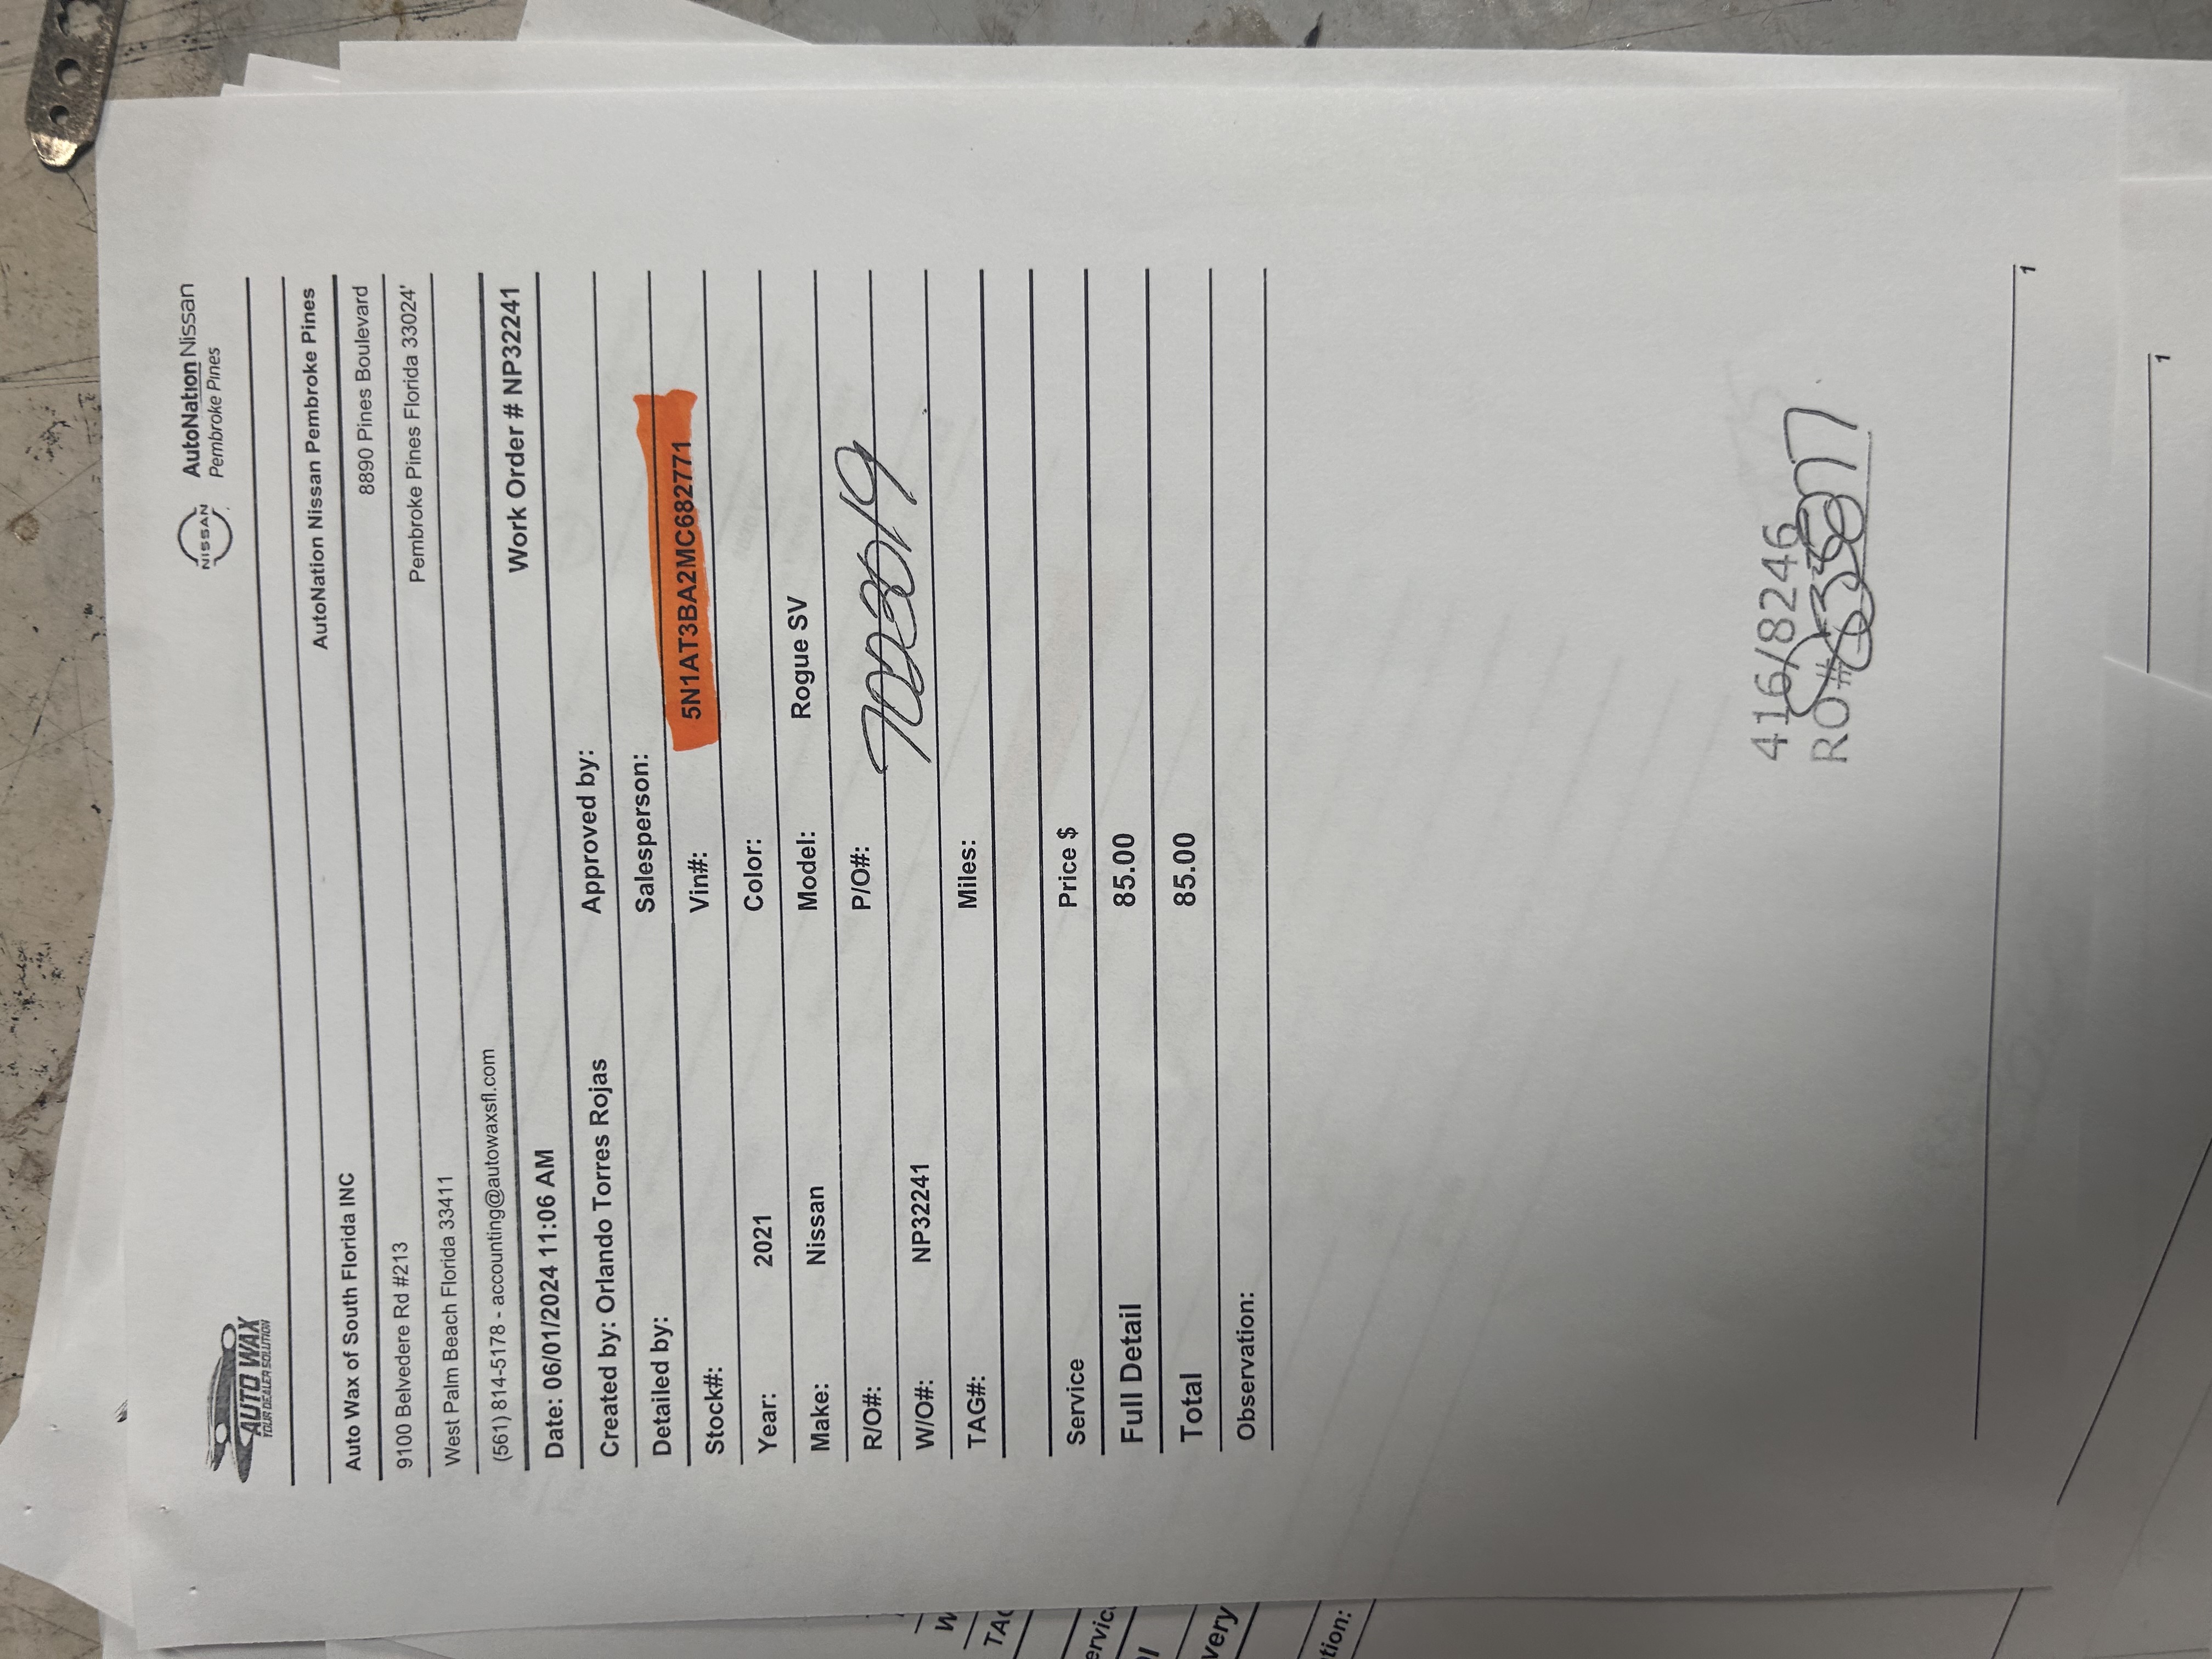 AUTO WAX
YOUR DEALER SOLUTION
NISSAN
AutoNation Nissan
Pembroke Pines
AutoNation Nissan Pembroke Pines
Auto Wax of South Florida INC
8890 Pines Boulevard
9100 Belvedere Rd #213
Pembroke Pines Florida 33024'
West Palm Beach Florida 33411
(561) 814-5178 - accounting@autowaxsfl.com
Work Order # NP32241
Date: 06/01/2024 11:06 AM
Created by: Orlando Torres Rojas Approved by:
Detailed by: Salesperson:
Stock#: Vin#: 5N1AT3BA2MC682771
Year: 2021 Color:
Make: Nissan Model: Rogue SV
R/O#: P/O#:
W/O#: NP32241
TAG#: Miles:
Service Price $
Full Detail 85.00
Total 85.00
Observation:
416/8246
RO#
1
1
W
TAG
ervic
very
tion: